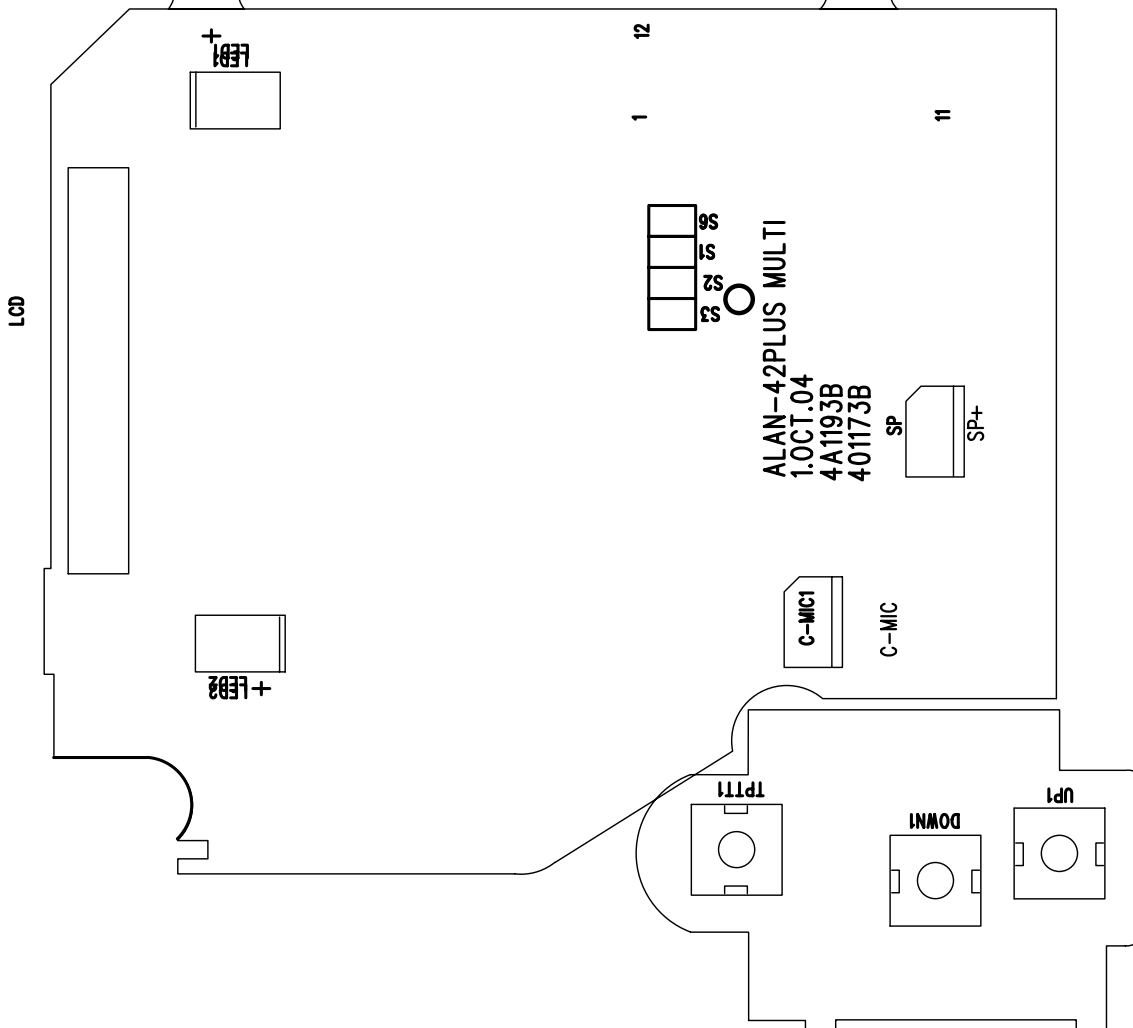 LED1
+
12
1
11
LCD
S6
S1
S2
S3
ALAN-42PLUS MULTI
1.OCT.04
4A1193B
401173B
SP
SP+
C-MIC1
C-MIC
LED2
+
TPTT1
DOWN1
UP1